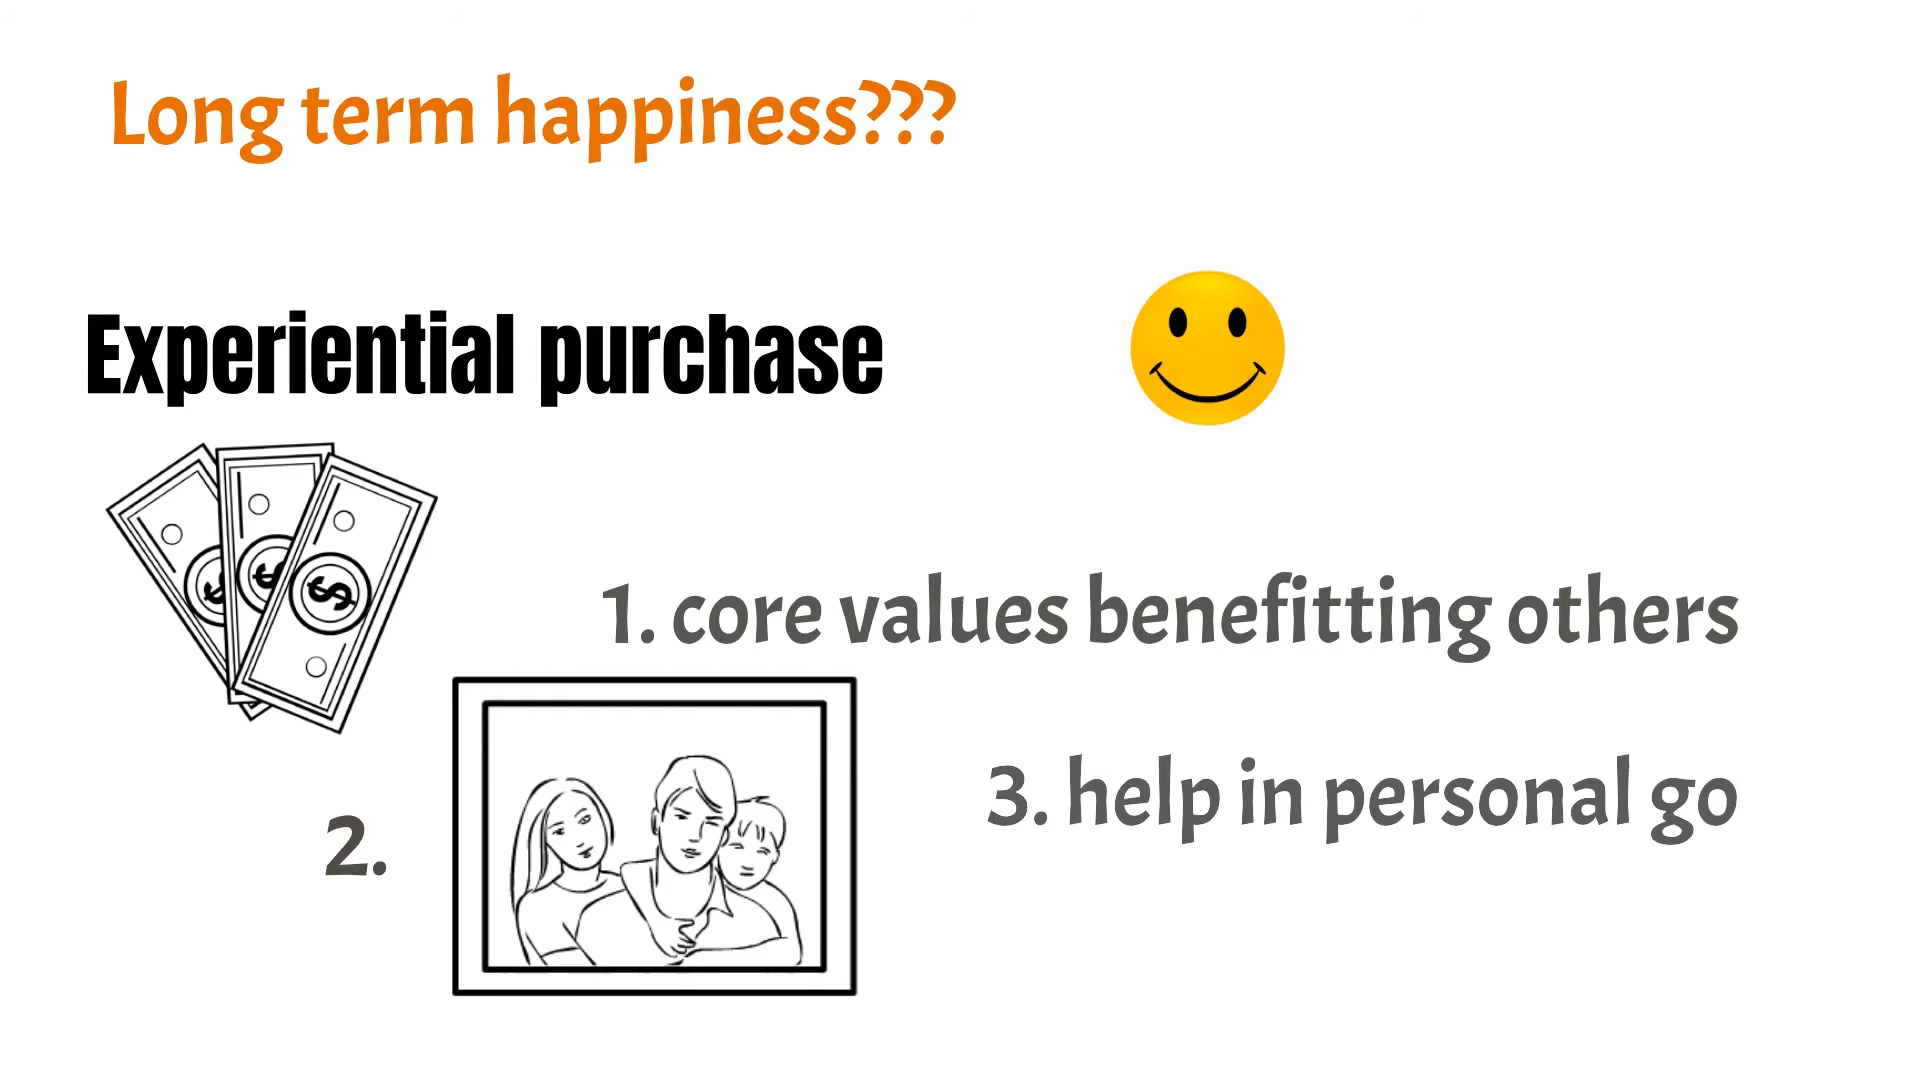 Long term happiness???
Experiential purchase
1. core values benefitting others
2.
3. help in personal go